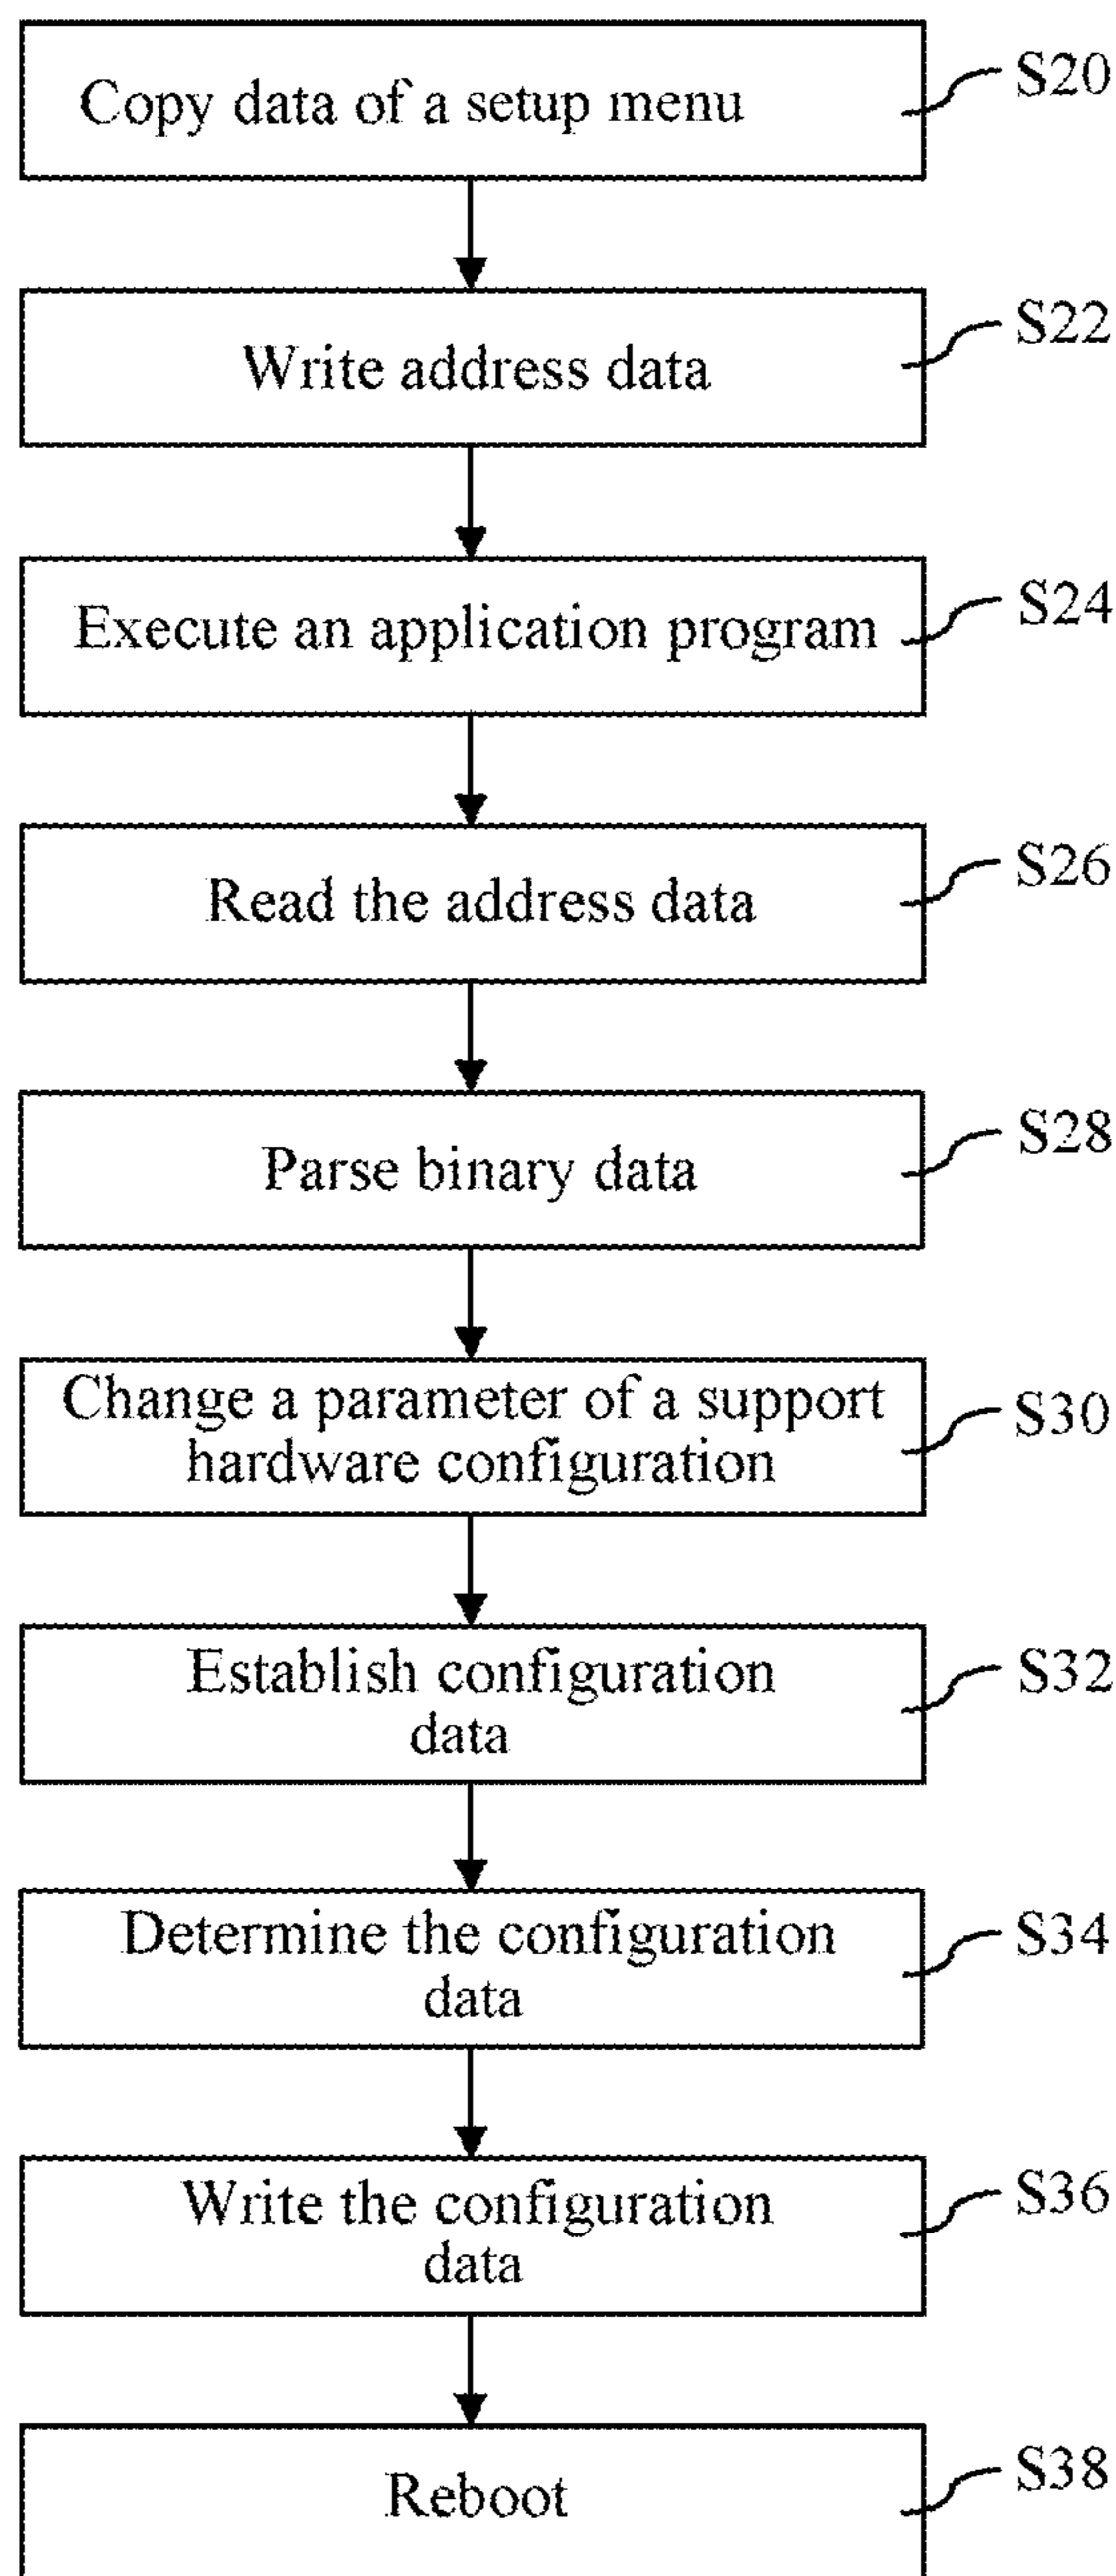 Copy data of a setup menu
S20
Write address data
S22
Execute an application program
S24
Read the address data
S26
Parse binary data
S28
Change a parameter of a support
hardware configuration
S30
Establish configuration
data
S32
Determine the configuration
data
S34
Write the configuration
data
S36
Reboot
S38